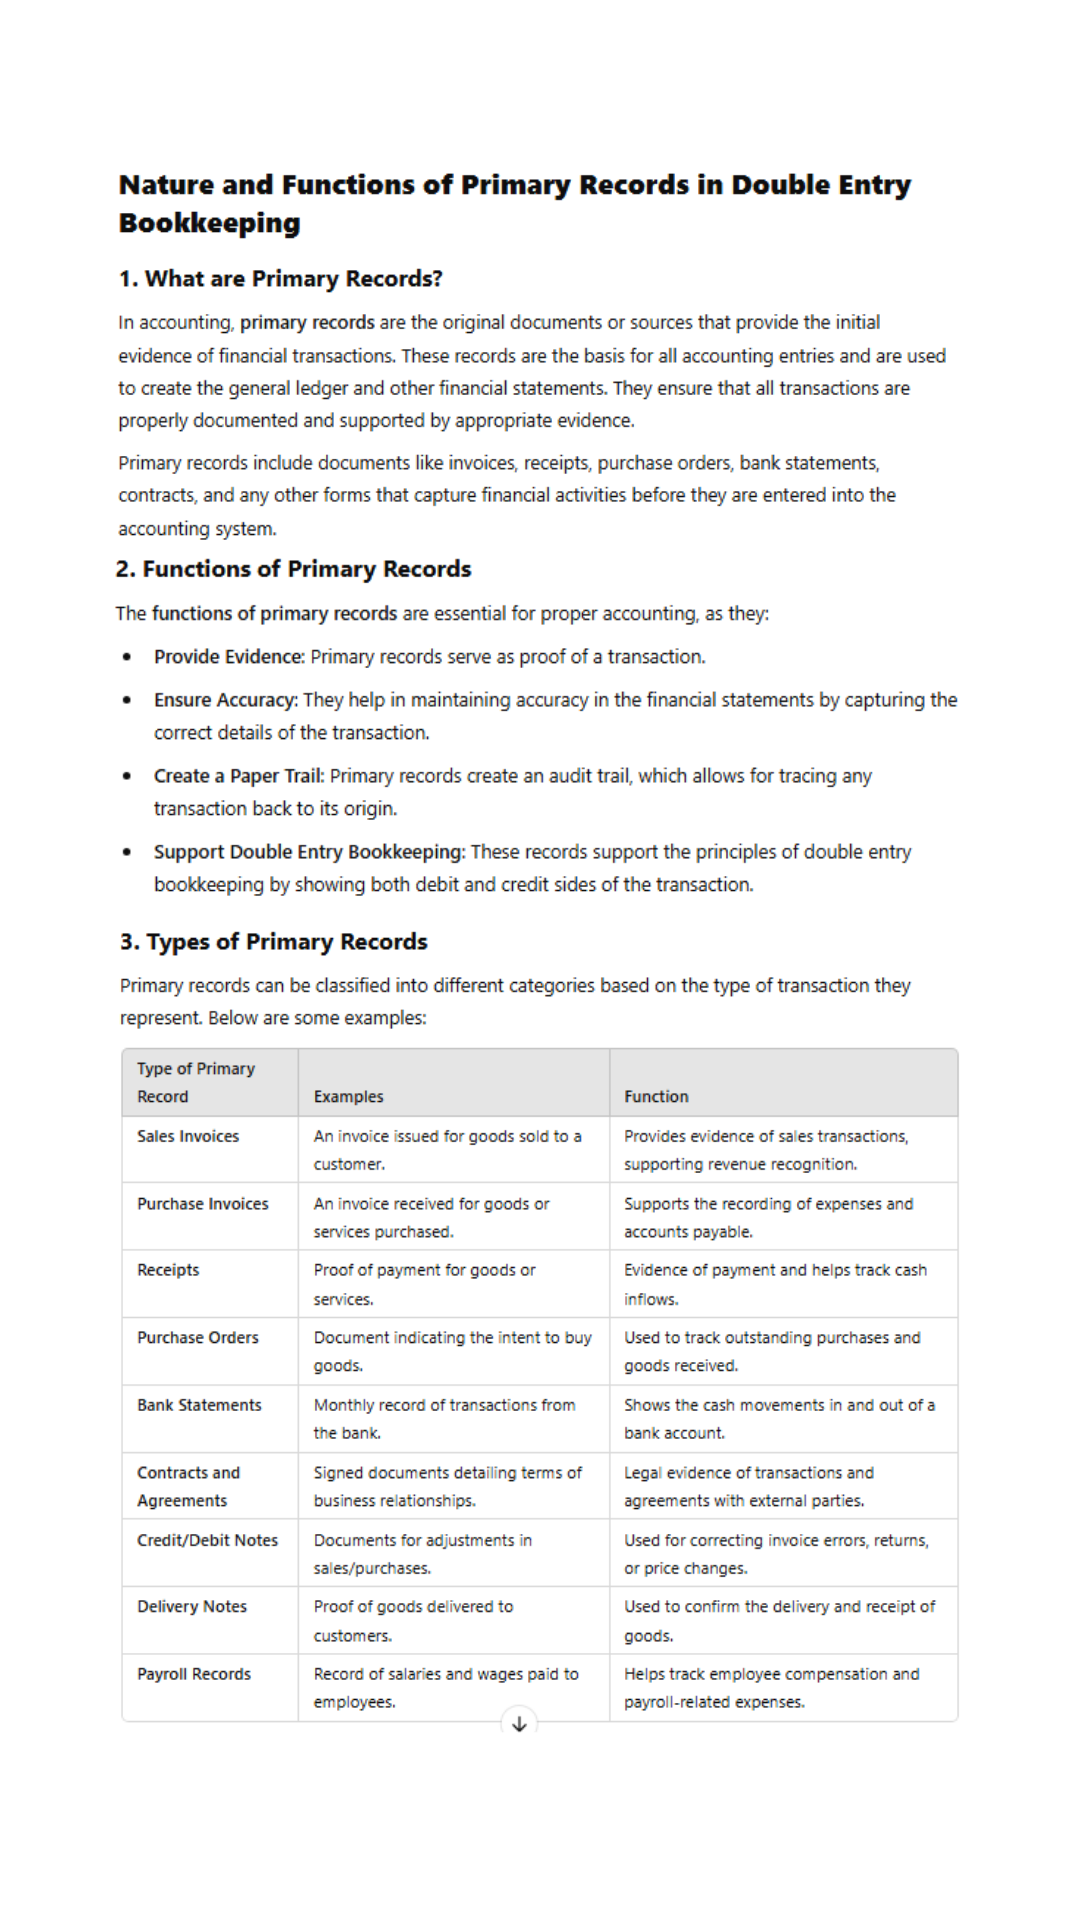 Nature and Functions of Primary Records in Double Entry
Bookkeeping
1. What are Primary Records?
In accounting, primary records are the original documents or sources that provide the initial
evidence of financial transactions. These records are the basis for all accounting entries and are used
to create the general ledger and other financial statements. They ensure that all transactions are
properly documented and supported by appropriate evidence.
Primary records include documents like invoices, receipts, purchase orders, bank statements,
contracts, and any other forms that capture financial activities before they are entered into the
accounting system.
2. Functions of Primary Records
The functions of primary records are essential for proper accounting, as they:
• Provide Evidence: Primary records serve as proof of a transaction.
• Ensure Accuracy: They help in maintaining accuracy in the financial statements by capturing the
correct details of the transaction.
• Create a Paper Trail: Primary records create an audit trail, which allows for tracing any
transaction back to its origin.
• Support Double Entry Bookkeeping: These records support the principles of double entry
bookkeeping by showing both debit and credit sides of the transaction.
3. Types of Primary Records
Primary records can be classified into different categories based on the type of transaction they
represent. Below are some examples:
Type of Primary
Record Examples Function
Sales Invoices An invoice issued for goods sold to a Provides evidence of sales transactions,
customer. supporting revenue recognition.
Purchase Invoices An invoice received for goods or Supports the recording of expenses and
services purchased. accounts payable.
Receipts Proof of payment for goods or Evidence of payment and helps track cash
services. inflows.
Purchase Orders Document indicating the intent to buy Used to track outstanding purchases and
goods. goods received.
Bank Statements Monthly record of transactions from Shows the cash movements in and out of a
the bank. bank account.
Contracts and Signed documents detailing terms of Legal evidence of transactions and
Agreements business relationships. agreements with external parties.
Credit/Debit Notes Documents for adjustments in Used for correcting invoice errors, returns,
sales/purchases. or price changes.
Delivery Notes Proof of goods delivered to Used to confirm the delivery and receipt of
customers. goods.
Payroll Records Record of salaries and wages paid to Helps track employee compensation and
employees. payroll-related expenses.